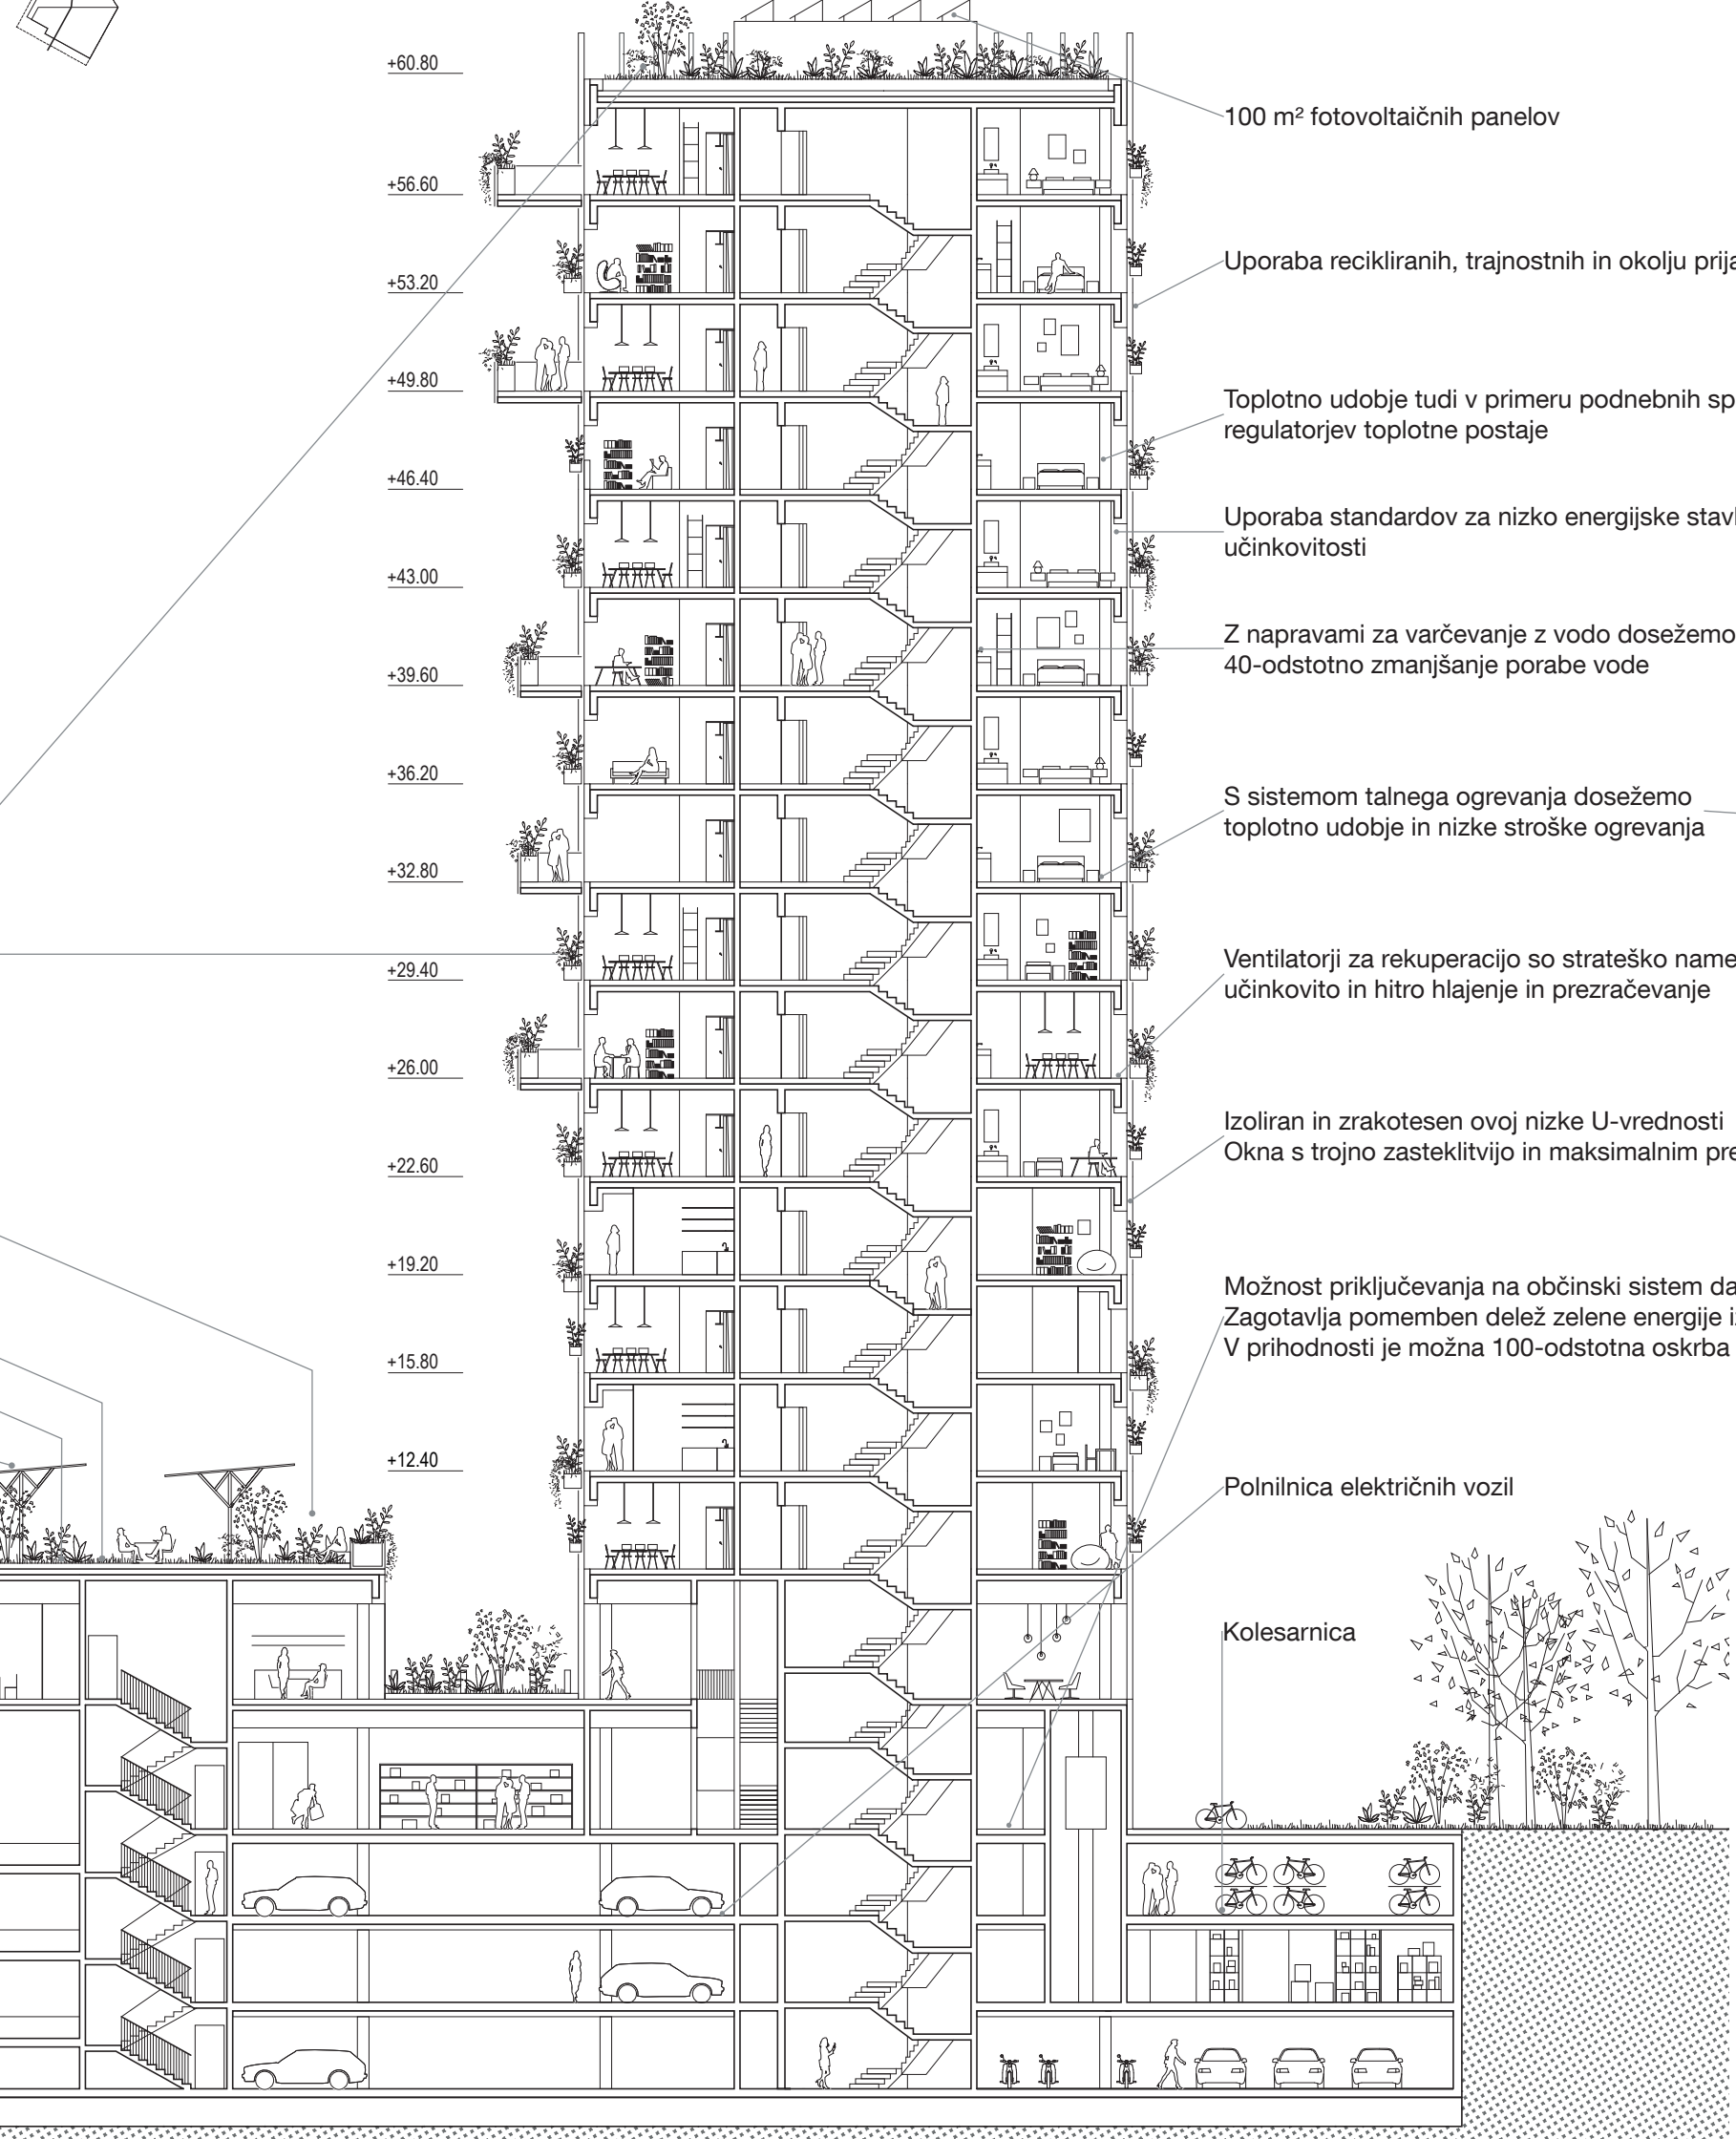 +60.80
100 m² fotovoltaičnih panelov
+56.60
Uporaba recikliranih, trajnostnih in okolju
+53.20
+49.80
Toplotno udobje tudi v primeru podnebnih
regulatorjev toplotne postaje
+46.40
Uporaba standardov za nizko energijske
učinkovitosti
+43.00
Z napravami za varčevanje z vodo dosežemo
40-odstotno zmanjšanje porabe vode
+39.60
+36.20
S sistemom talnega ogrevanja dosežemo
toplotno udobje in nizke stroške ogrevanja
+32.80
+29.40
Ventilatorji za rekuperacijo so strateško
učinkovito in hitro hlajenje in prezračevanje
+26.00
Izoliran in zrakotesen ovoj nizke U-vrednosti
Okna s trojno zasteklitvijo in maksimalnim
+22.60
+19.20
Možnost priključevanja na občinski sistem
Zagotavlja pomemben delež zelene energije
V prihodnosti je možna 100-odstotna oskrba
+15.80
+12.40
Polnilnica električnih vozil
Kolesarnica